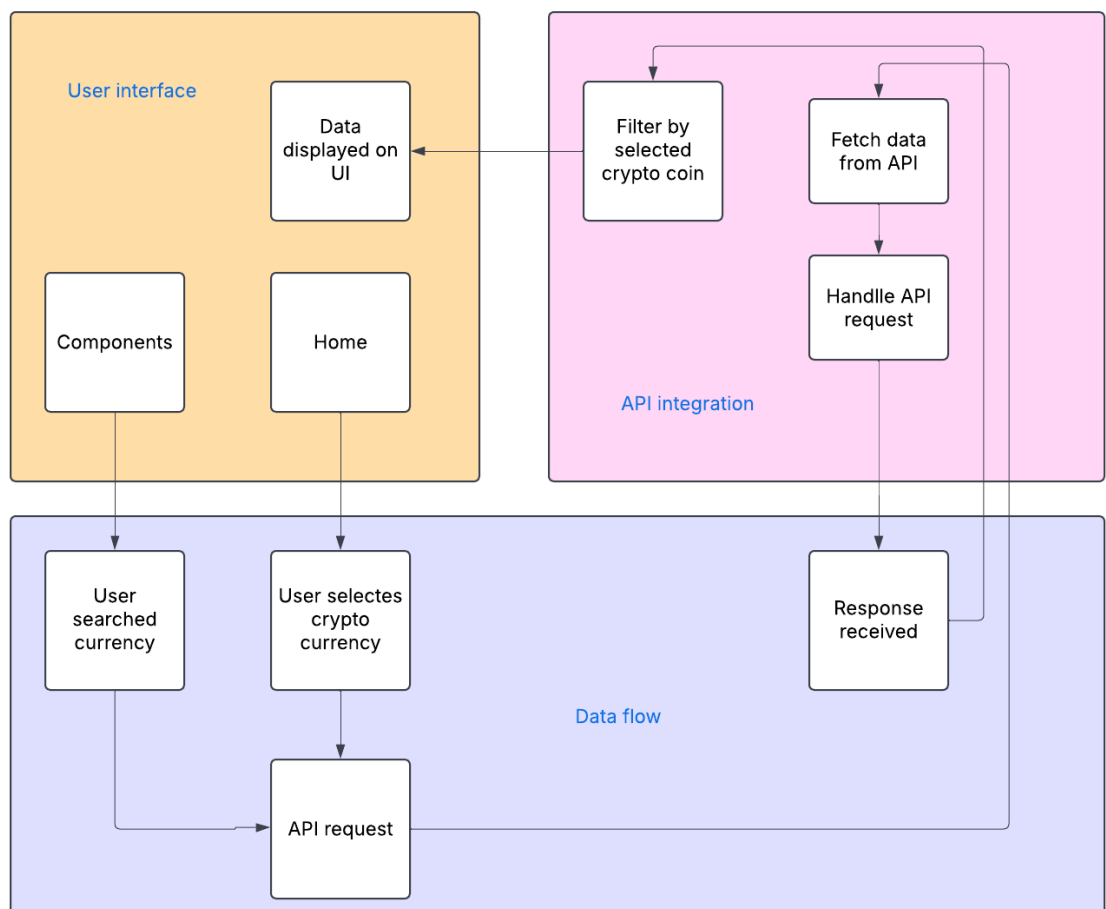 User interface
Data
displayed on
UI
Components
Home
Filter by
selected
crypto coin
Fetch data
from API
Handlle API
request
API integration
User
searched
currency
User selectes
crypto
currency
Response
received
Data flow
API request